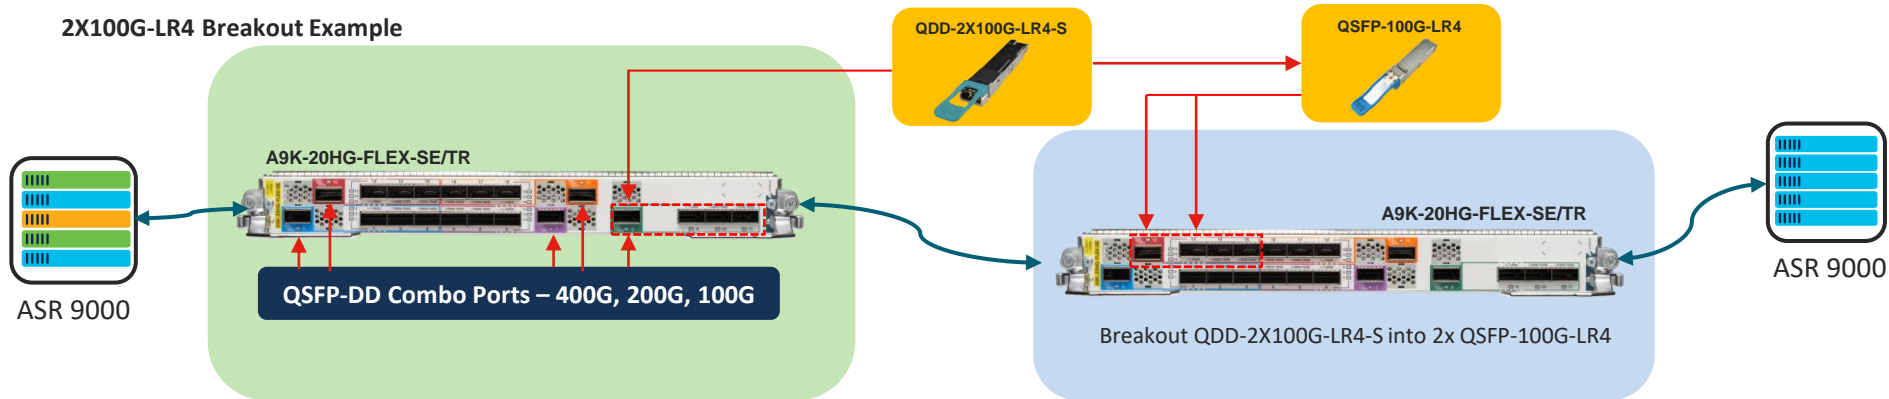 2X100G-LR4 Breakout Example
QDD-2X100G-LR4-S
QSFP-100G-LR4
A9K-20HG-FLEX-SE/TR
A9K-20HG-FLEX-SE/TR
QSFP-DD Combo Ports – 400G, 200G, 100G
ASR 9000
ASR 9000
Breakout QDD-2X100G-LR4-S into 2x QSFP-100G-LR4